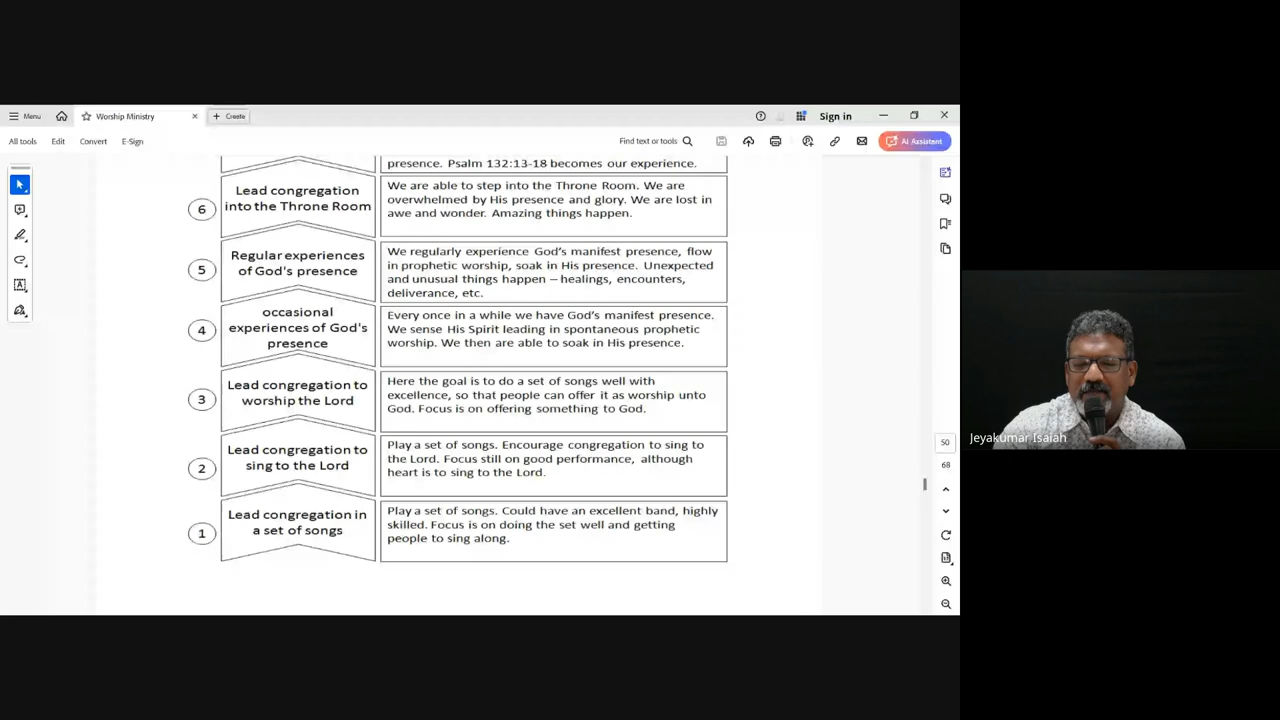 Menu
Worship Ministry
Create
Sign in
All tools
Edit
Convert
E-Sign
Find text or tools
AI Assistant
presence. Psalm 132:13-18 becomes our experience.
6
Lead congregation
into the Throne Room
We are able to step into the Throne Room. We are
overwhelmed by His presence and glory. We are lost in
awe and wonder. Amazing things happen.
5
Regular experiences
of God's presence
We regularly experience God’s manifest presence, flow
in prophetic worship, soak in His presence. Unexpected
and unusual things happen – healings, encounters,
deliverance, etc.
4
occasional
experiences of God's
presence
Every once in a while we have God’s manifest presence.
We sense His Spirit leading in spontaneous prophetic
worship. We then are able to soak in His presence.
3
Lead congregation to
worship the Lord
Here the goal is to do a set of songs well with
excellence, so that people can offer it as worship unto
God. Focus is on offering something to God.
2
Lead congregation to
sing to the Lord
Play a set of songs. Encourage congregation to sing to
the Lord. Focus still on good performance, although
heart is to sing to the Lord.
1
Lead congregation in
a set of songs
Play a set of songs. Could have an excellent band, highly
skilled. Focus is on doing the set well and getting
people to sing along.
50
68
Jeyakumar Isaiah